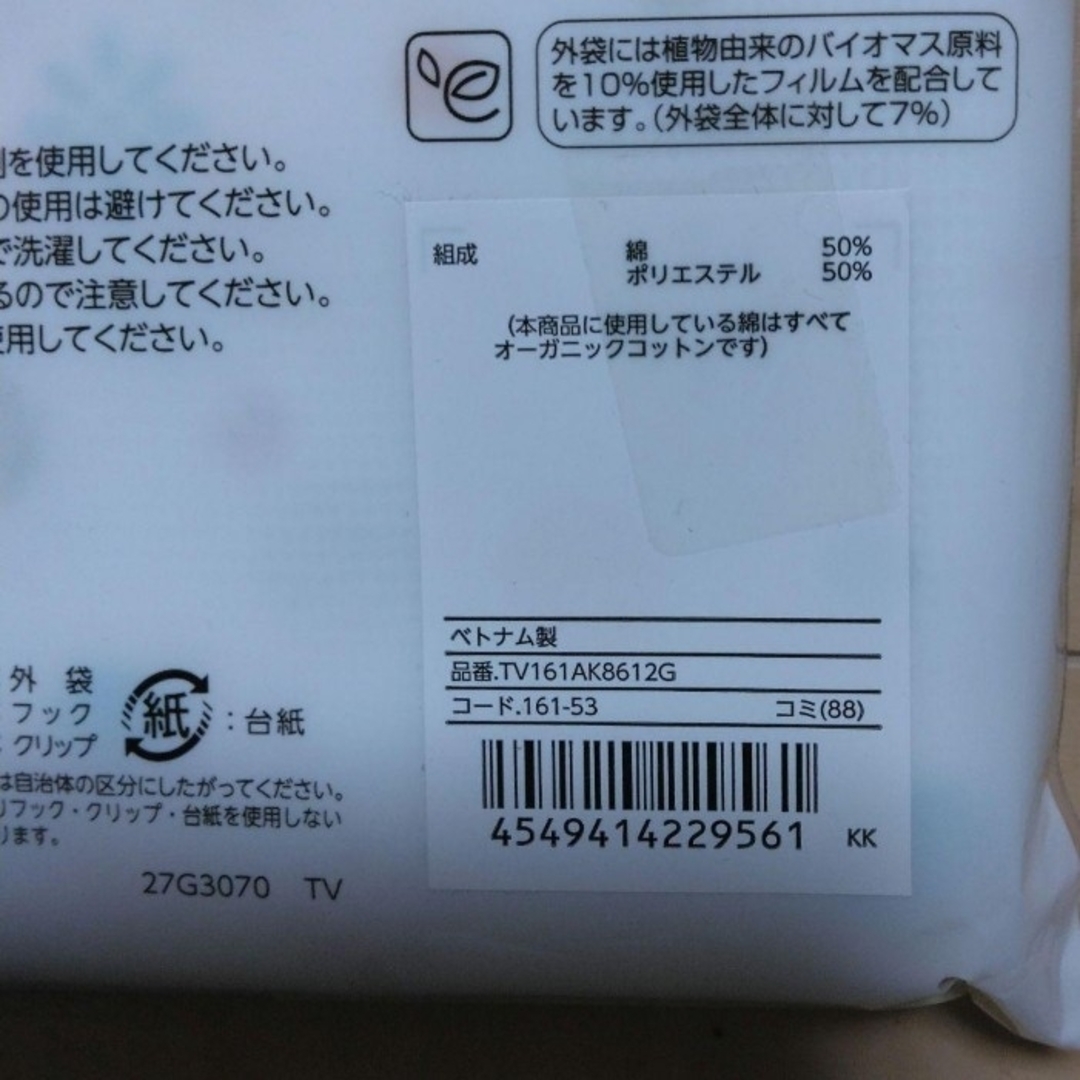 外袋には植物由来のバイオマス原料
を10%使用したフィルムを配合して
います。(外袋全体に対して7%)
を使用してください。
の使用は避けてください。
で洗濯してください。
るので注意してください。
使用してください。
組成 綿 50%
ポリエステル 50%
(本商品に使用している綿はすべて
オーガニックコットンです)
ベトナム製
品番.TV161AK8612G
コード.161-53 コミ(88)
4549414229561 KK
外袋
フック
クリップ
紙 : 台紙
は自治体の区分にしたがってください。
フック・クリップ・台紙を使用しない
ります。
27G3070 TV